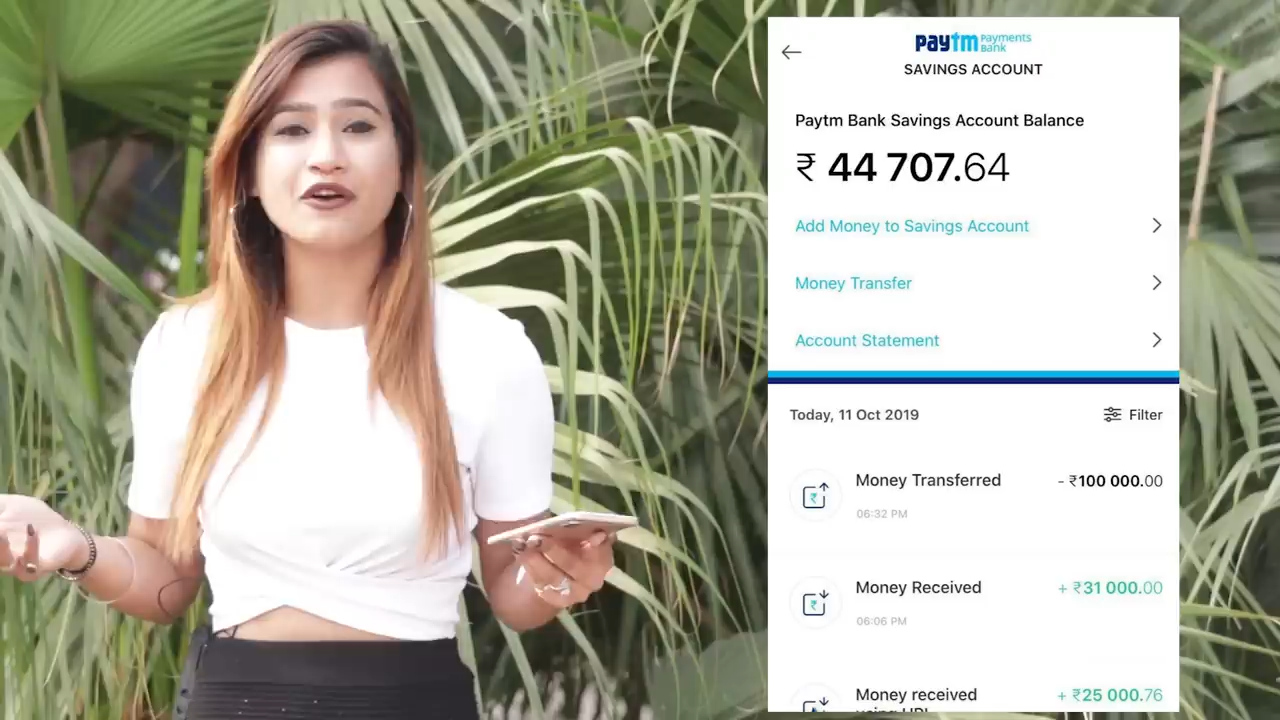 paytm Payments Bank
SAVINGS ACCOUNT
Paytm Bank Savings Account Balance
₹ 44 707.64
Add Money to Savings Account
Money Transfer
Account Statement
Today, 11 Oct 2019 Filter
Money Transferred - ₹100 000.00
06:32 PM
Money Received + ₹31 000.00
06:06 PM
Money received + ₹25 000.76
using UPI